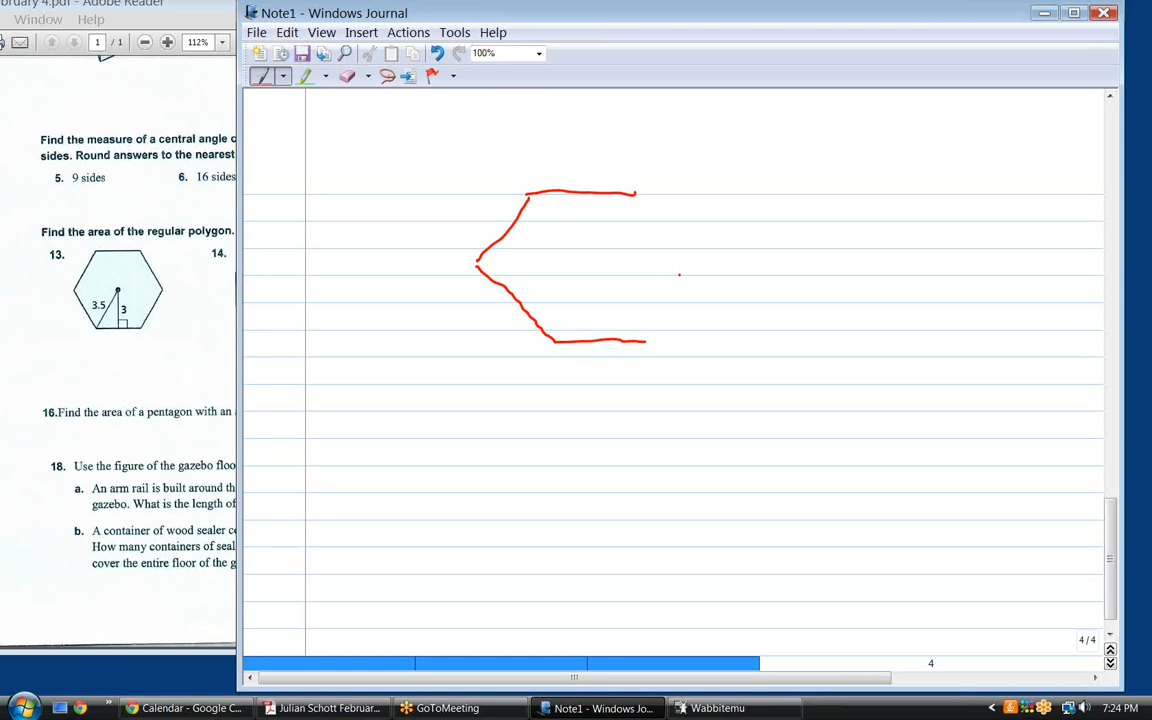 bruary 4.pdf - Adobe Reader
Window Help
1 / 1 112%
Find the measure of a central angle o
sides. Round answers to the nearest
5. 9 sides 6. 16 sides
Find the area of the regular polygon.
13. 14.
3.5 3
16.Find the area of a pentagon with an
18. Use the figure of the gazebo floo
a. An arm rail is built around th
gazebo. What is the length of
b. A container of wood sealer co
How many containers of seal
cover the entire floor of the g
Note1 - Windows Journal
File Edit View Insert Actions Tools Help
100%
4 / 4
4
Calendar - Google C... Julian Schott Februar... GoToMeeting Note1 - Windows Jo... Wabbitemu 7:24 PM